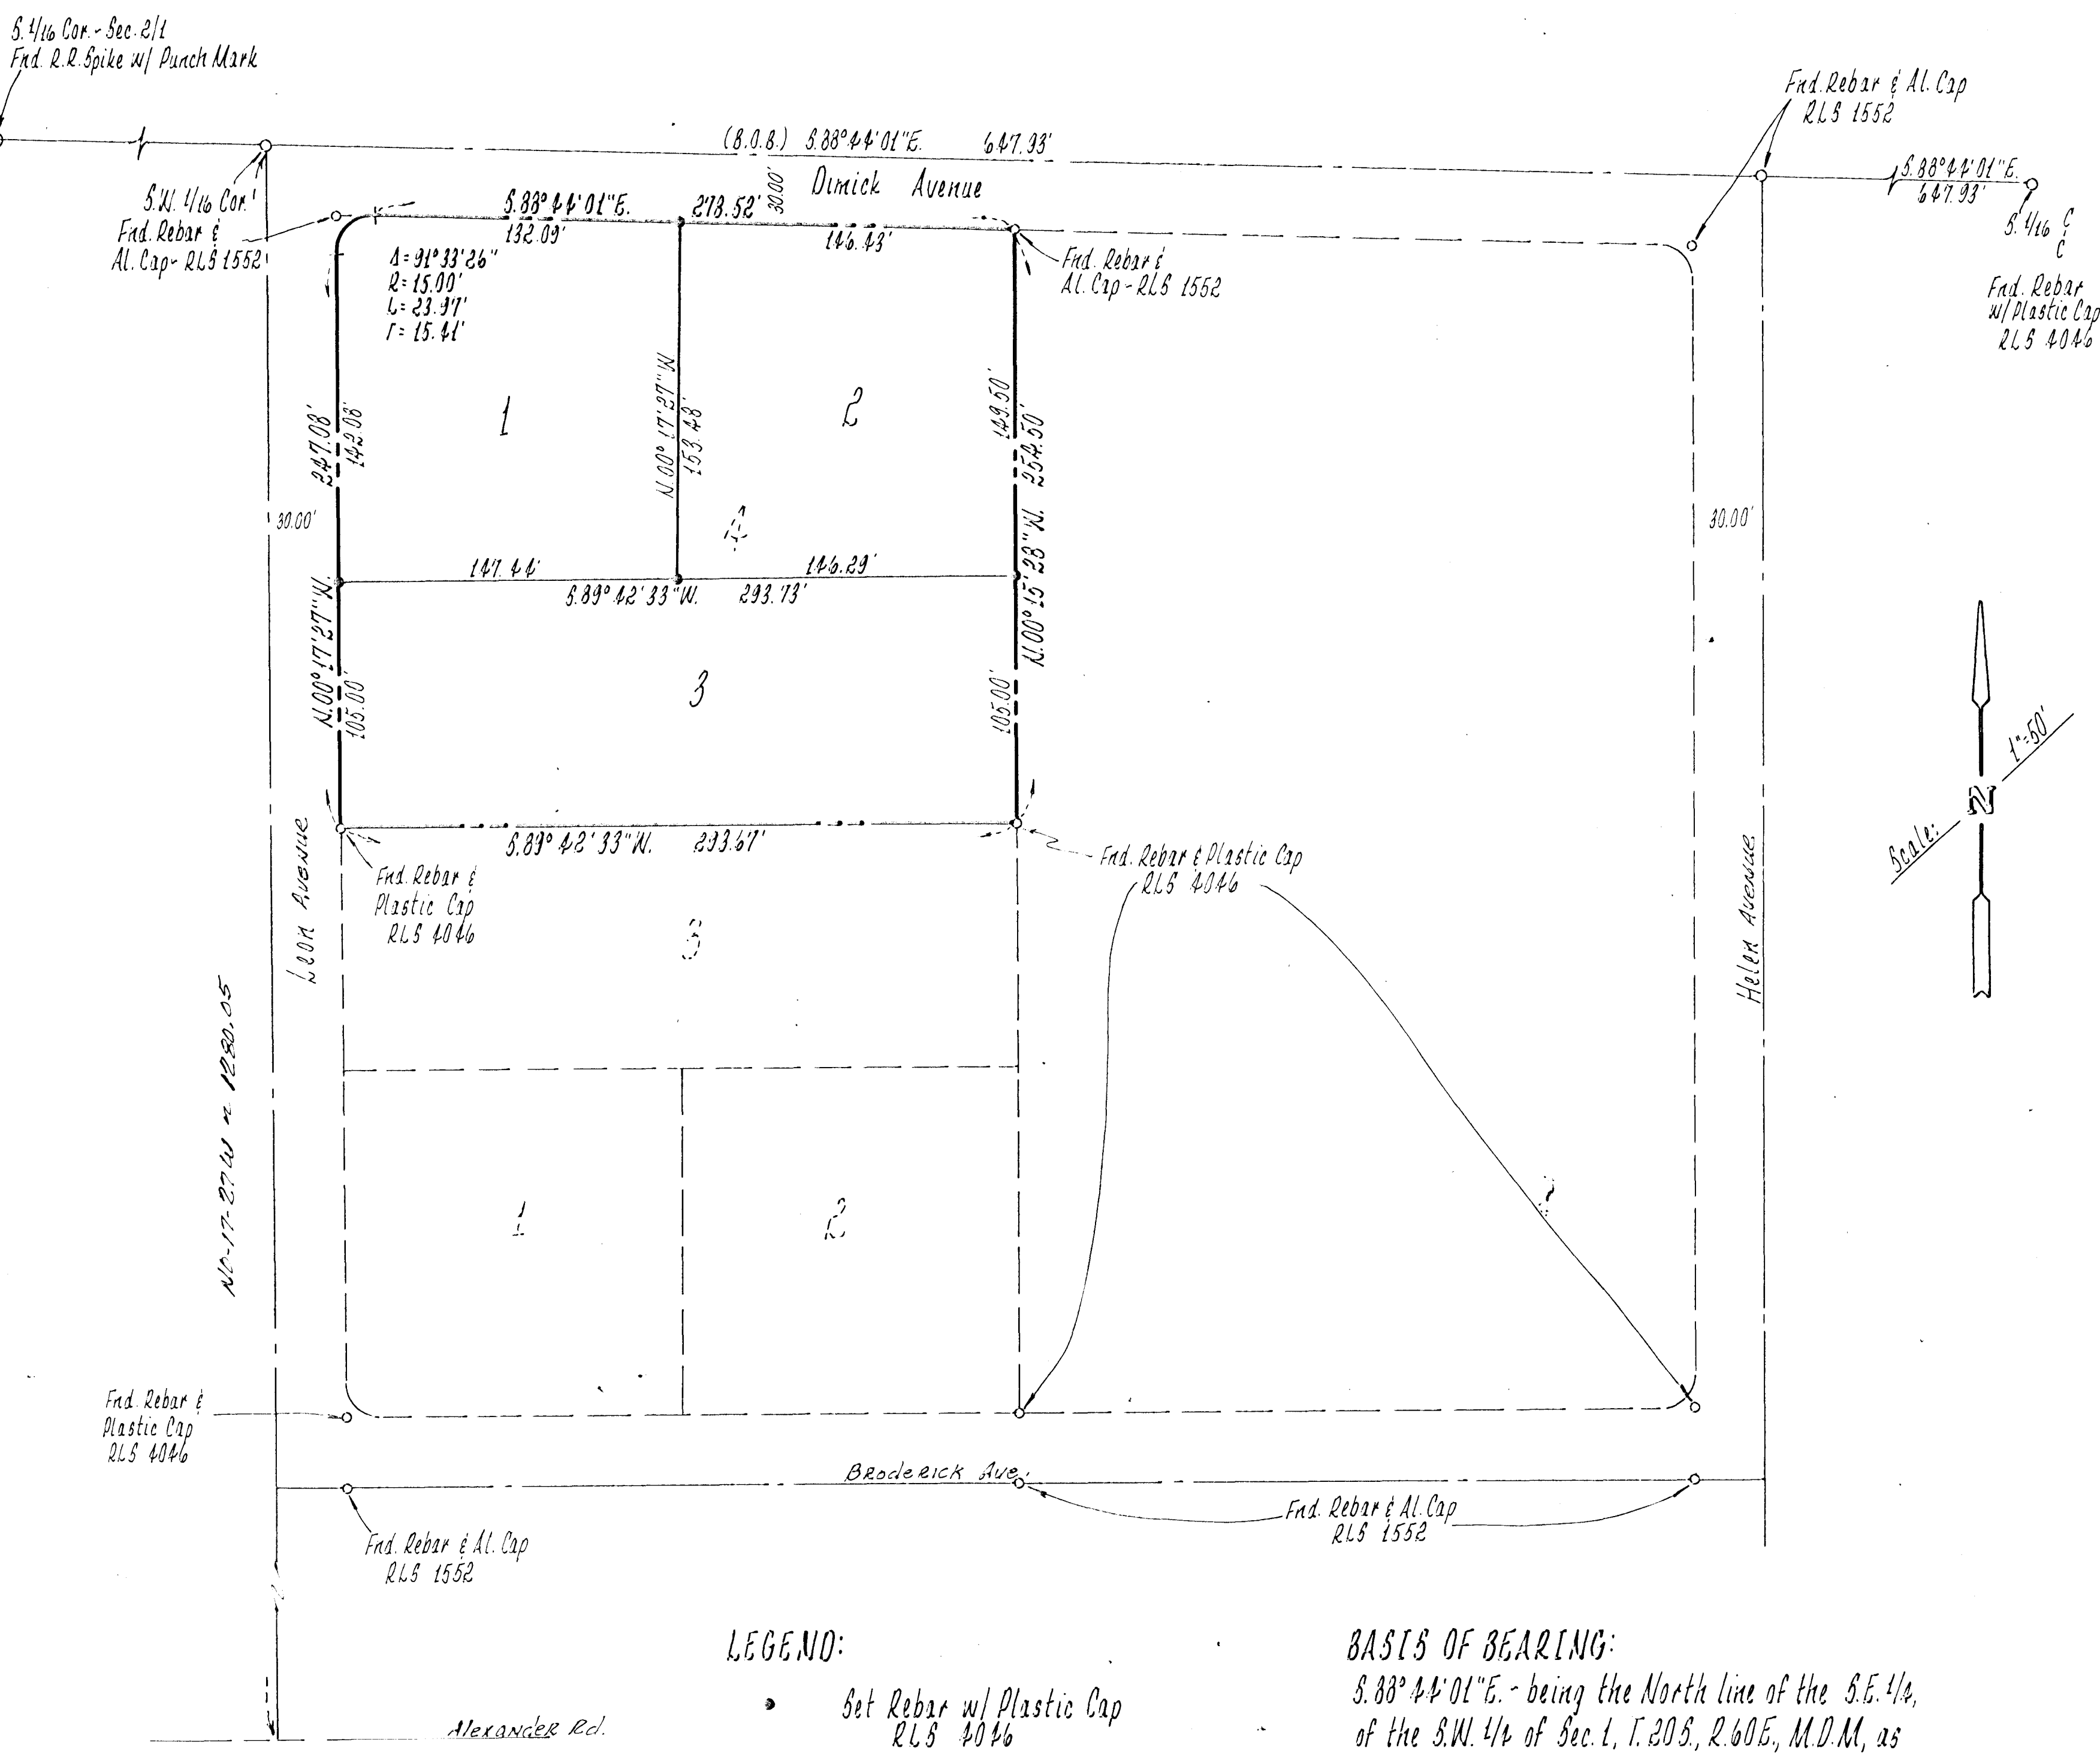 S. 1/16 Cor. - Sec. 2/1
Fnd. R.R. Spike w/ Punch Mark
Fnd. Rebar & Al. Cap
RLS 1552
(B.O.B.) S.88°44'01"E. 647.93'
Dimick Avenue
30.00'
S.88°44'01"E.
647.93'
S. 1/16 C
C
Fnd. Rebar
w/ Plastic Cap
RLS 4046
S.W. 1/16 Cor.
Fnd. Rebar &
Al. Cap - RLS 1552
S.88°44'01"E. 278.52'
132.09'
146.43'
Δ = 91°33'26"
R = 15.00'
L = 23.97'
T = 15.41'
Fnd. Rebar &
Al. Cap - RLS 1552
1
2
247.08'
142.08'
N.00°17'27"W
153.48'
149.50'
254.50'
30.00'
30.00'
4
147.44'
146.29'
S.89°42'33"W. 293.73'
N.00°17'27"W.
105.00'
N.00°15'28"W.
105.00'
3
S.89°42'33"W. 293.67'
Fnd. Rebar &
Plastic Cap
RLS 4046
Fnd. Rebar & Plastic Cap
RLS 4046
Leon Avenue
Helen Avenue
Scale: 1"=50'
N
3
N0-17-27W 1280.05
1
2
Fnd. Rebar &
Plastic Cap
RLS 4046
Broderick Ave.
Fnd. Rebar & Al. Cap
RLS 1552
Fnd. Rebar & Al. Cap
RLS 1552
LEGEND:
Set Rebar w/ Plastic Cap
RLS 4046
Alexander Rd.
BASIS OF BEARING:
S.88°44'01"E. - being the North line of the S.E. 1/4,
of the S.W. 1/4 of Sec. 1, T.20S., R.60E., M.D.M, as